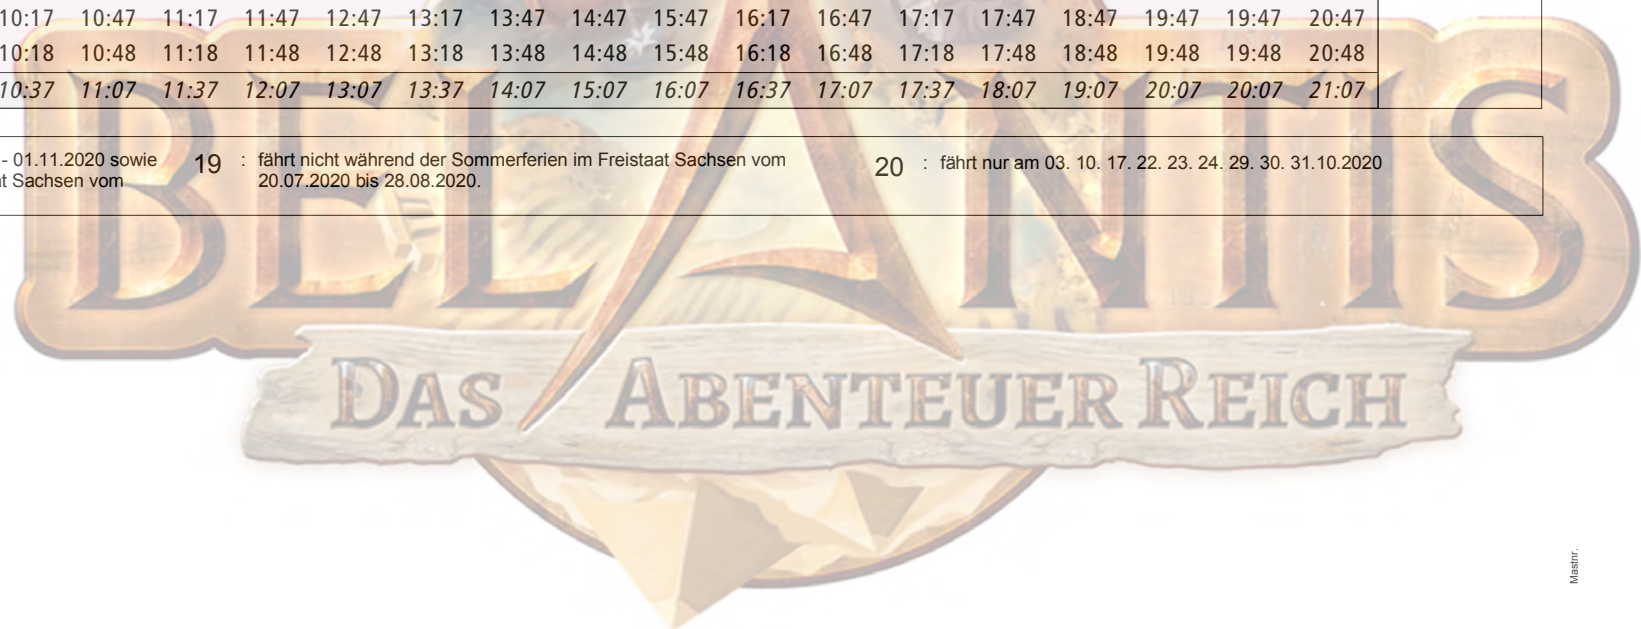 10:17 10:47 11:17 11:47 12:47 13:17 13:47 14:47 15:47 16:17 16:47 17:17 17:47 18:47 19:47 19:47 20:47
10:18 10:48 11:18 11:48 12:48 13:18 13:48 14:48 15:48 16:18 16:48 17:18 17:48 18:48 19:48 19:48 20:48
10:37 11:07 11:37 12:07 13:07 13:37 14:07 15:07 16:07 16:37 17:07 17:37 18:07 19:07 20:07 20:07 21:07
- 01.11.2020 sowie
Sachsen vom
19 : fährt nicht während der Sommerferien im Freistaat Sachsen vom
20.07.2020 bis 28.08.2020.
20 : fährt nur am 03. 10. 17. 22. 23. 24. 29. 30. 31.10.2020
BELANTIS
DAS ABENTEUER REICH
Mastnr.